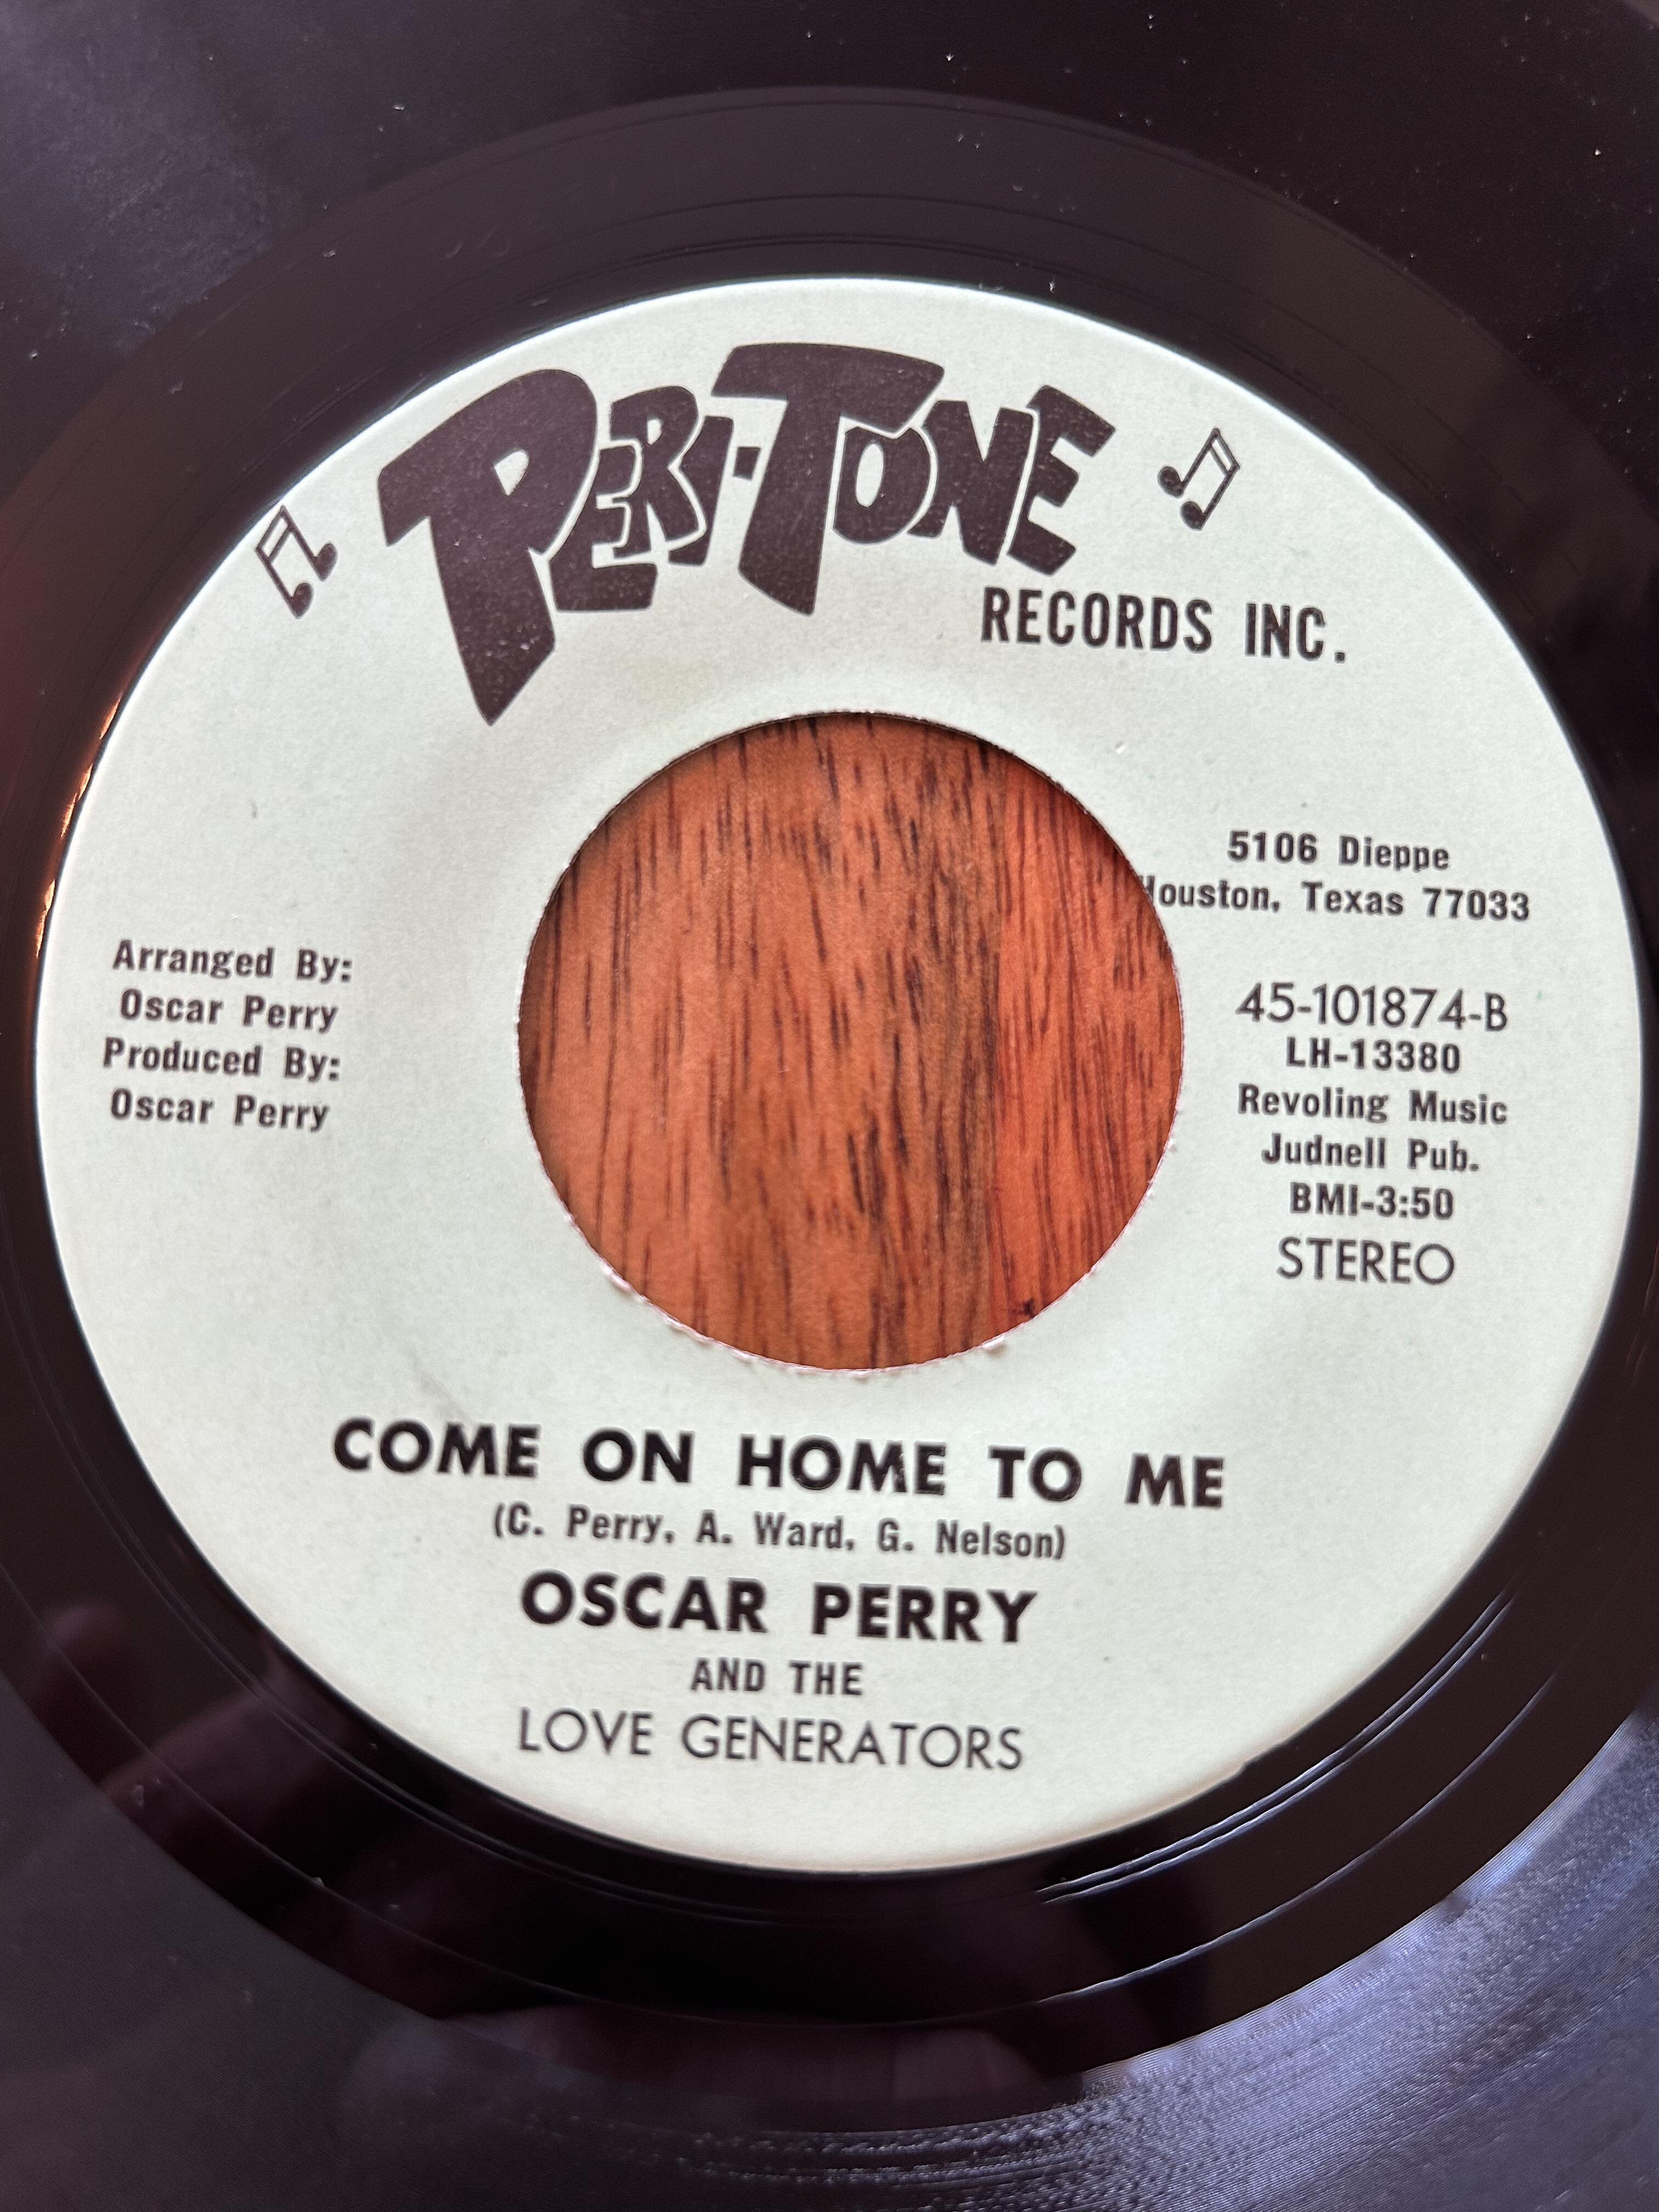 PERI-TONE
RECORDS INC.
5106 Dieppe
Houston, Texas 77033
Arranged By:
Oscar Perry
Produced By:
Oscar Perry
45-101874-B
LH-13380
Revoling Music
Judnell Pub.
BMI-3:50
STEREO
COME ON HOME TO ME
(C. Perry, A. Ward, G. Nelson)
OSCAR PERRY
AND THE
LOVE GENERATORS